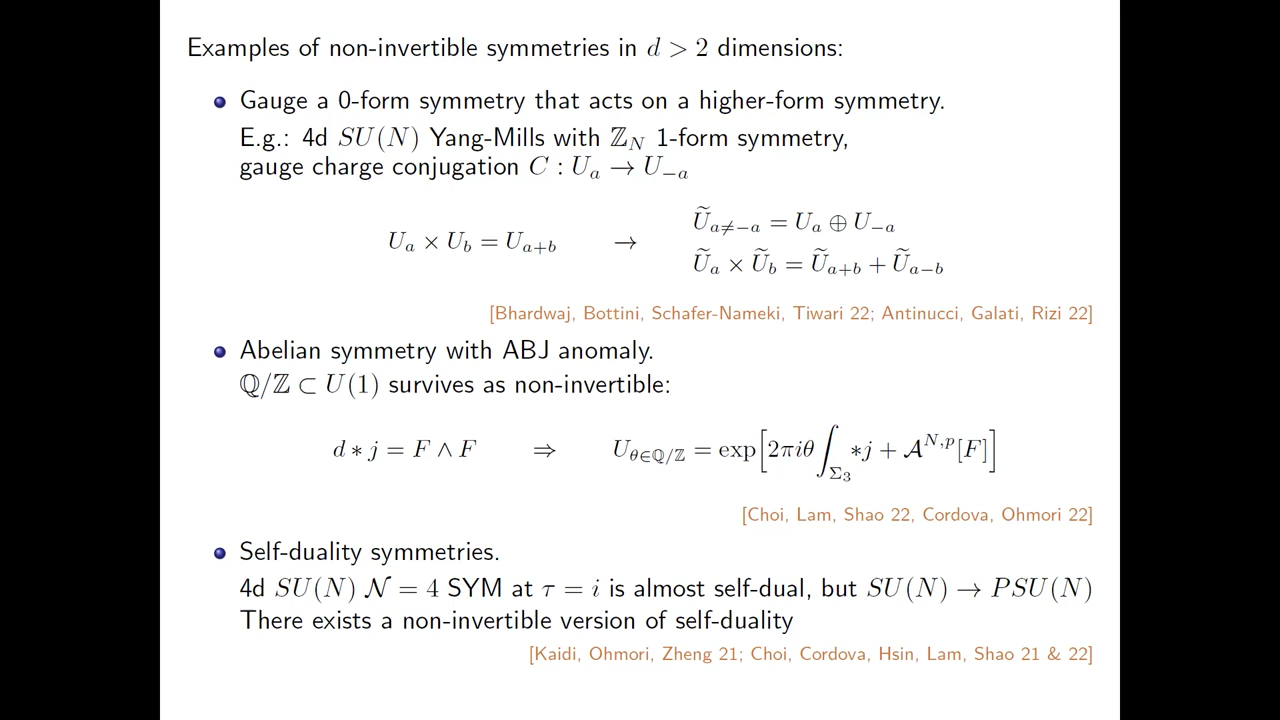 Examples of non-invertible symmetries in d > 2 dimensions:
Gauge a 0-form symmetry that acts on a higher-form symmetry.
E.g.: 4d SU(N) Yang-Mills with ℤ_N 1-form symmetry,
gauge charge conjugation C : U_a → U_{−a}
U_a × U_b = U_{a+b} → Ũ_{a≠−a} = U_a ⊕ U_{−a}
Ũ_a × Ũ_b = Ũ_{a+b} + Ũ_{a−b}
[Bhardwaj, Bottini, Schafer-Nameki, Tiwari 22; Antinucci, Galati, Rizi 22]
Abelian symmetry with ABJ anomaly.
ℚ/ℤ ⊂ U(1) survives as non-invertible:
d ∗ j = F ∧ F ⇒ U_{θ∈ℚ/ℤ} = exp[2πiθ ∫_{Σ_3} ∗j + 𝒜^{N,p}[F]]
[Choi, Lam, Shao 22, Cordova, Ohmori 22]
Self-duality symmetries.
4d SU(N) 𝒩 = 4 SYM at τ = i is almost self-dual, but SU(N) → PSU(N)
There exists a non-invertible version of self-duality
[Kaidi, Ohmori, Zheng 21; Choi, Cordova, Hsin, Lam, Shao 21 & 22]